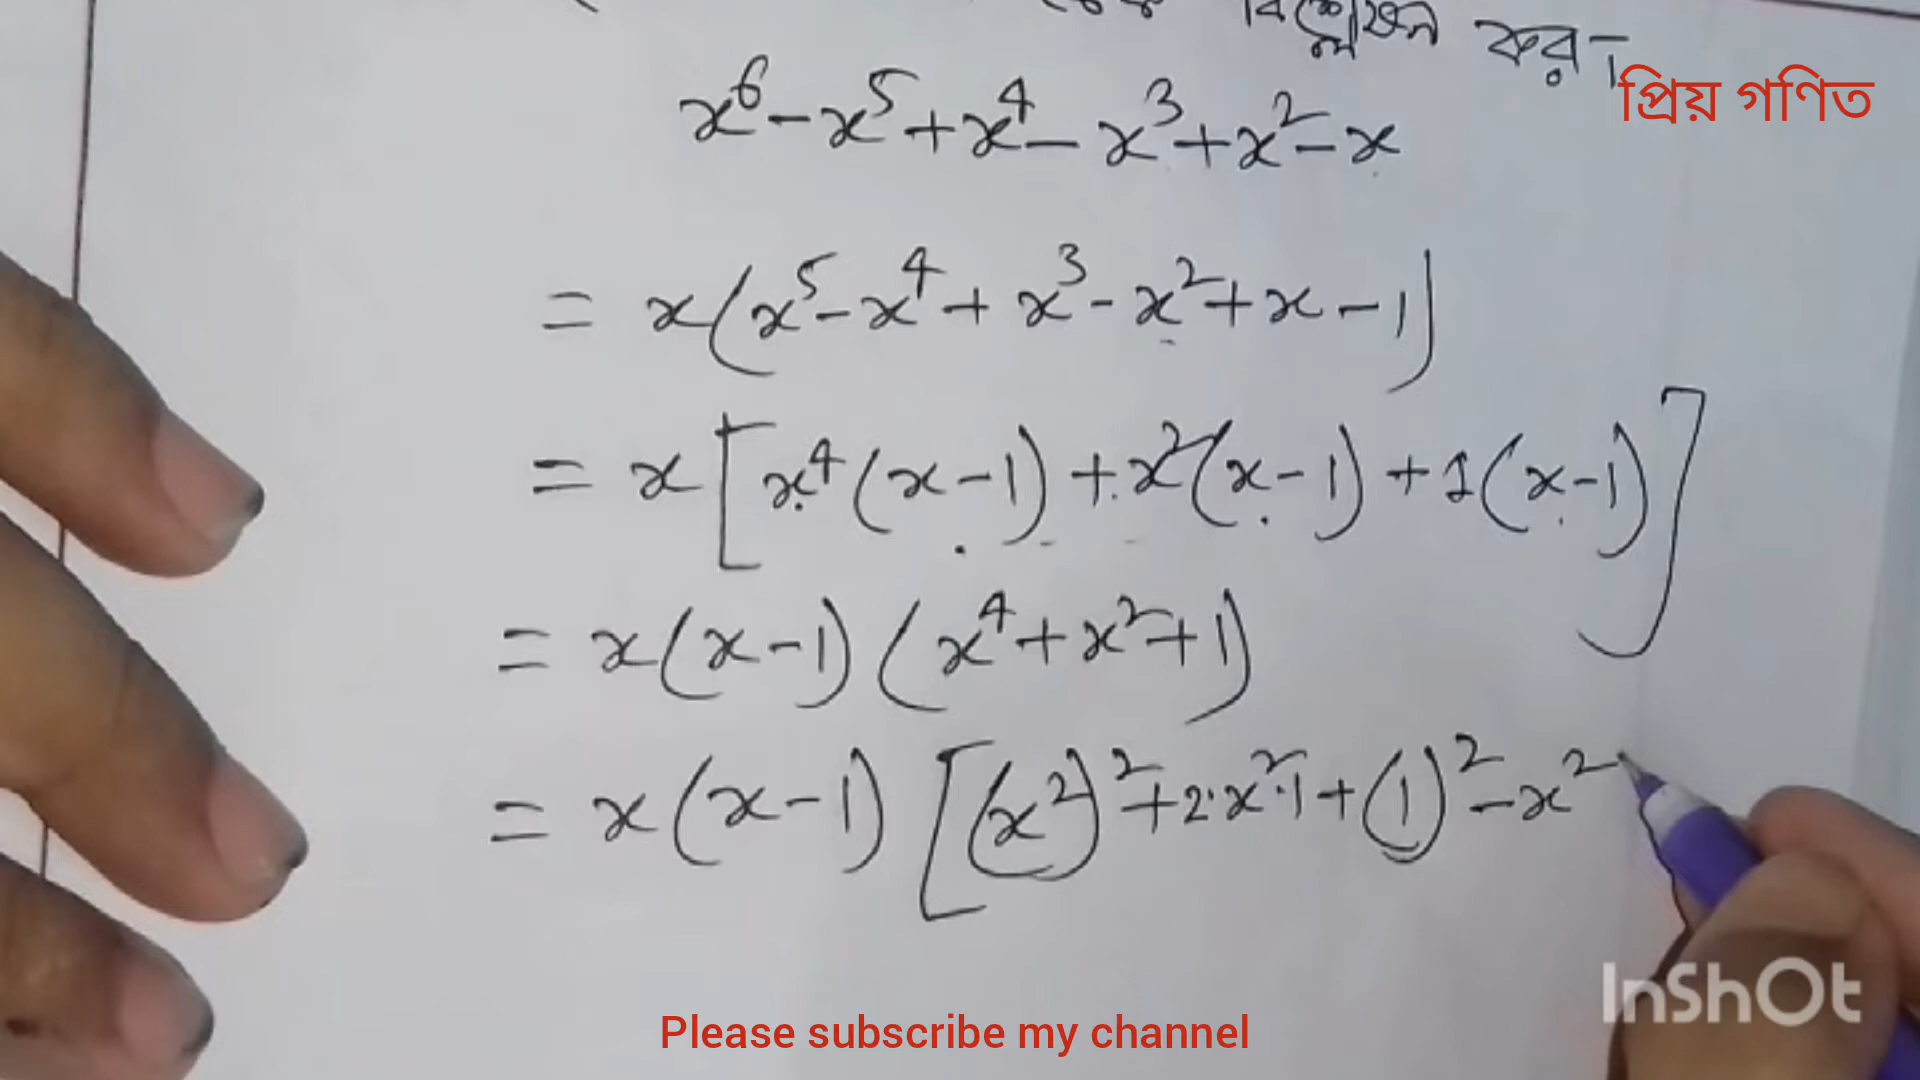 বিশ্লেষণ কর।
প্রিয় গণিত
x⁶-x⁵+x⁴-x³+x²-x
= x(x⁵-x⁴+x³-x²+x-1)
= x[x⁴(x-1)+x²(x-1)+1(x-1)]
= x(x-1)(x⁴+x²+1)
= x(x-1)[(x²)²+2·x²·1+(1)²-x²
InShOt
Please subscribe my channel